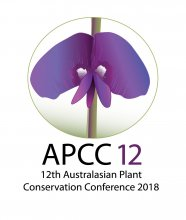 APCC 12
12th Australasian Plant
Conservation Conference 2018